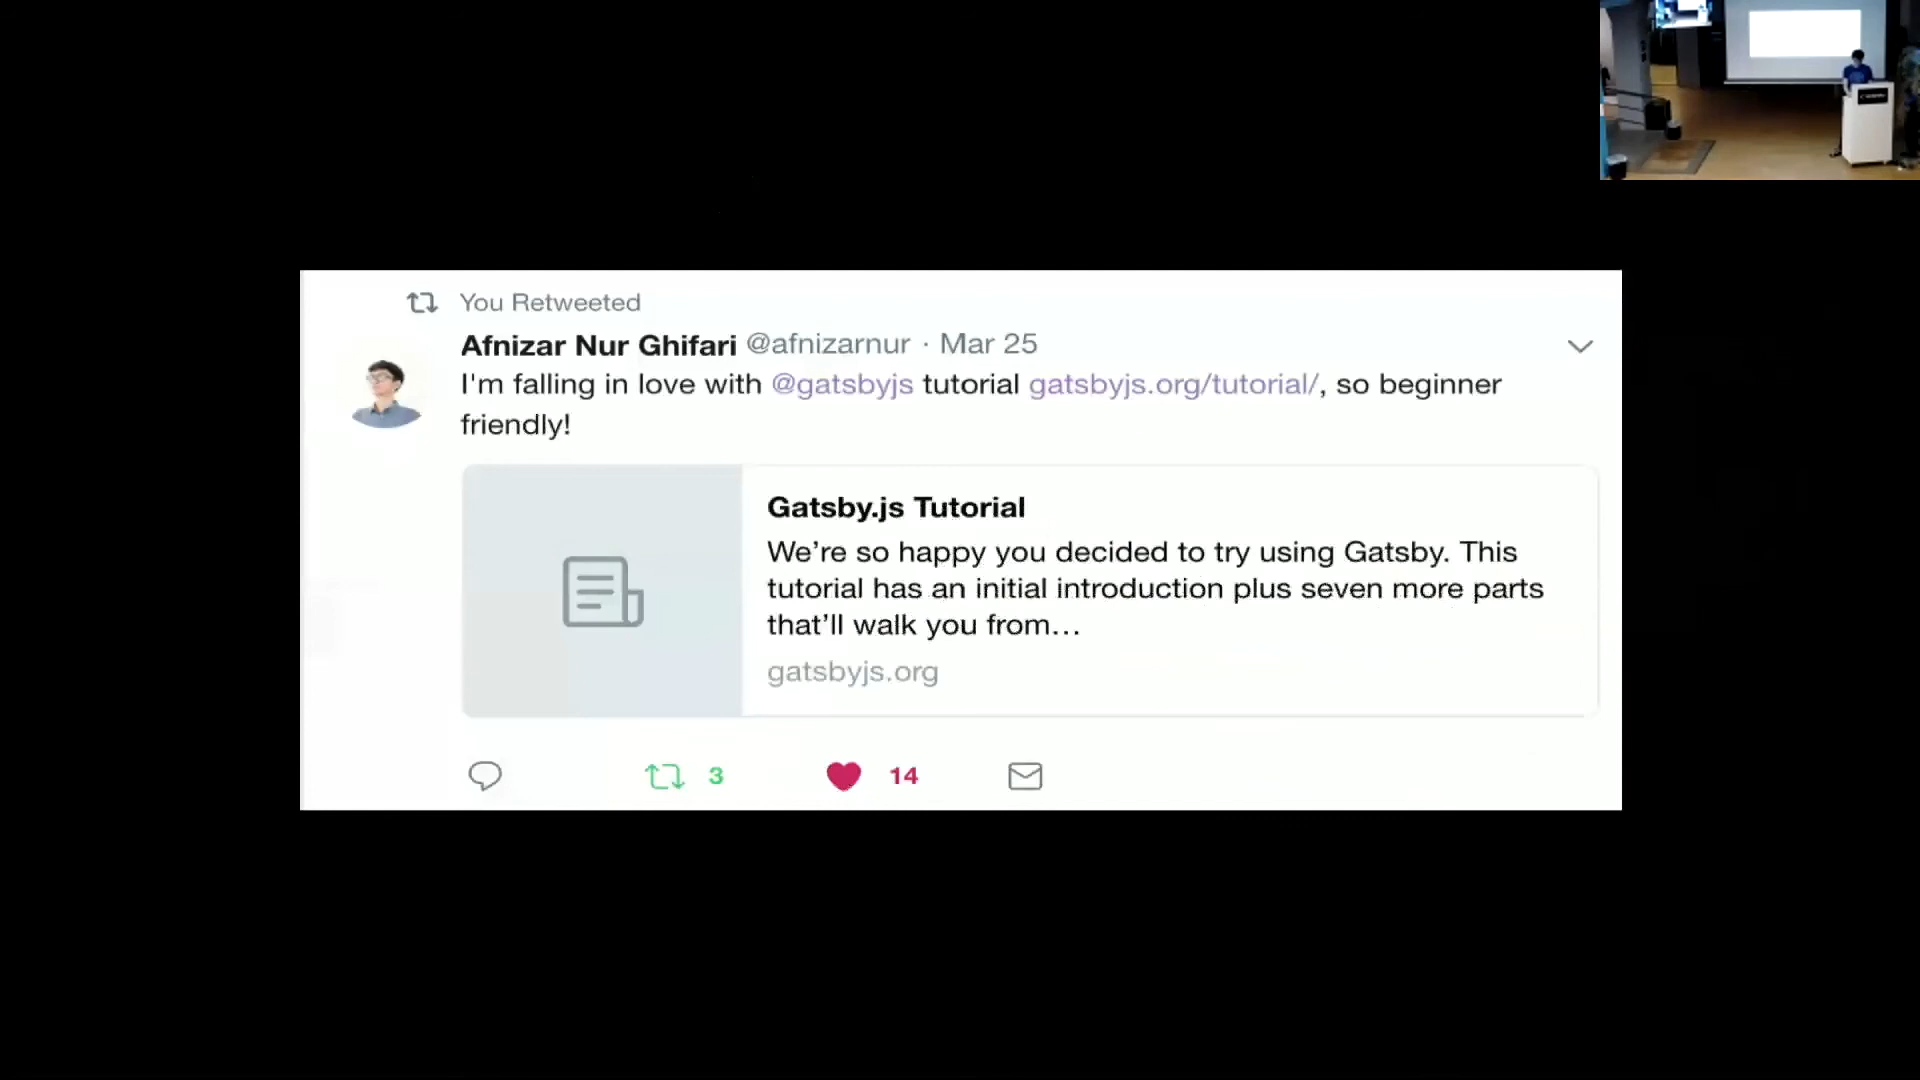 You Retweeted
Afnizar Nur Ghifari @afnizarnur · Mar 25
I'm falling in love with @gatsbyjs tutorial gatsbyjs.org/tutorial/, so beginner
friendly!
Gatsby.js Tutorial
We’re so happy you decided to try using Gatsby. This
tutorial has an initial introduction plus seven more parts
that’ll walk you from…
gatsbyjs.org
3 14